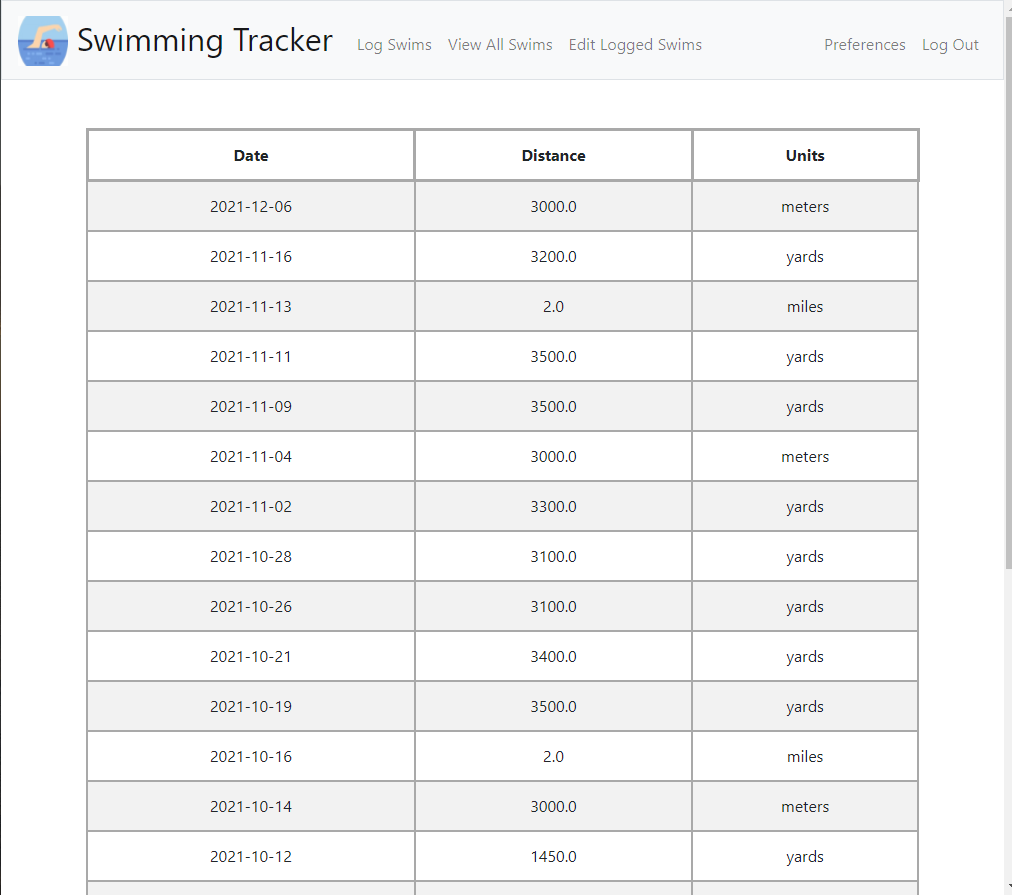 Swimming Tracker Log Swims View All Swims Edit Logged Swims Preferences Log Out
Date Distance Units
2021-12-06 3000.0 meters
2021-11-16 3200.0 yards
2021-11-13 2.0 miles
2021-11-11 3500.0 yards
2021-11-09 3500.0 yards
2021-11-04 3000.0 meters
2021-11-02 3300.0 yards
2021-10-28 3100.0 yards
2021-10-26 3100.0 yards
2021-10-21 3400.0 yards
2021-10-19 3500.0 yards
2021-10-16 2.0 miles
2021-10-14 3000.0 meters
2021-10-12 1450.0 yards